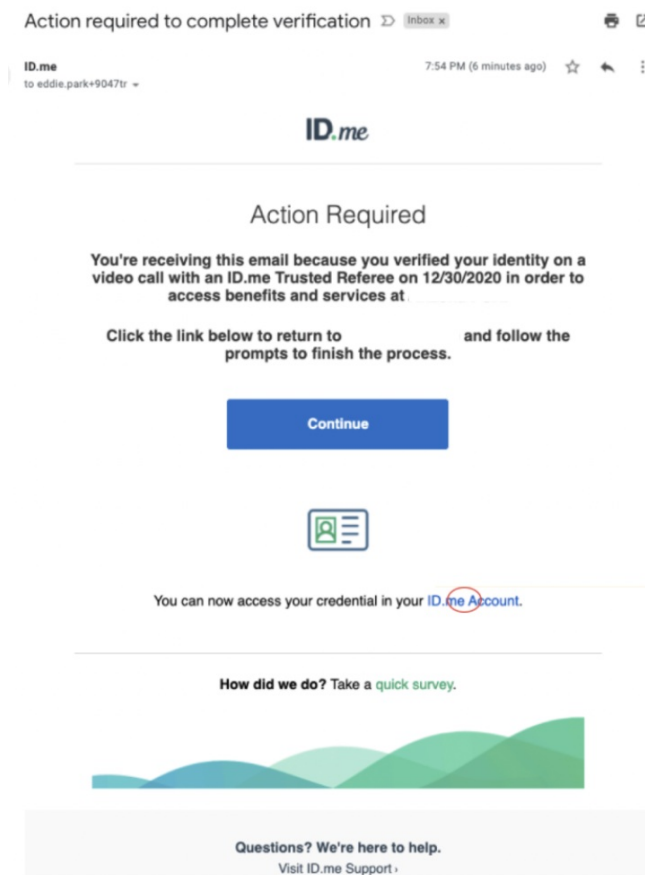 Action required to complete verification Inbox x
ID.me 7:54 PM (6 minutes ago)
to eddie.park+9047tr
ID.me
Action Required
You're receiving this email because you verified your identity on a
video call with an ID.me Trusted Referee on 12/30/2020 in order to
access benefits and services at
Click the link below to return to and follow the
prompts to finish the process.
Continue
You can now access your credential in your ID.me Account.
How did we do? Take a quick survey.
Questions? We're here to help.
Visit ID.me Support ›